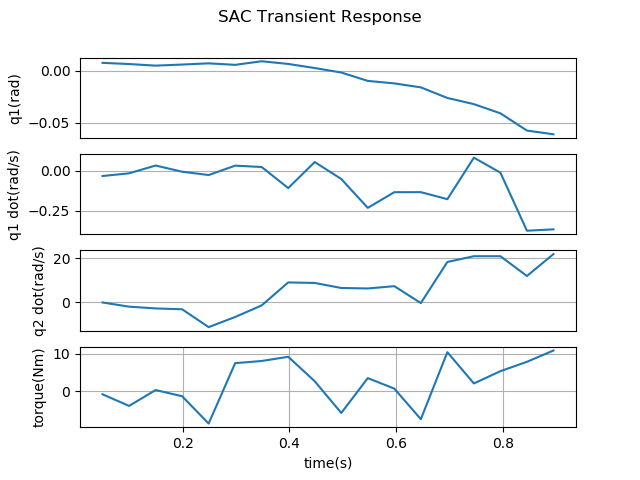 SAC Transient Response
q1(rad)
0.00
−0.05
q1 dot(rad/s)
0.00
−0.25
q2 dot(rad/s)
20
0
torque(Nm)
10
0
0.2 0.4 0.6 0.8
time(s)